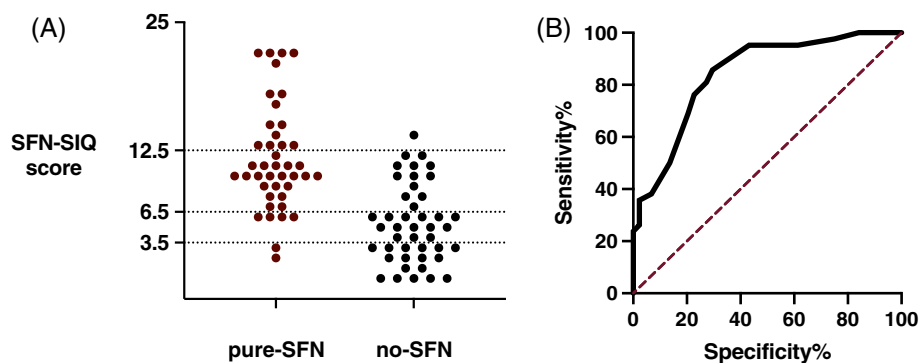 (A)
25
SFN-SIQ
score
12.5
6.5
3.5
pure-SFN
no-SFN
(B)
100
80
60
40
20
0
Sensitivity%
0
20
40
60
80
100
Specificity%